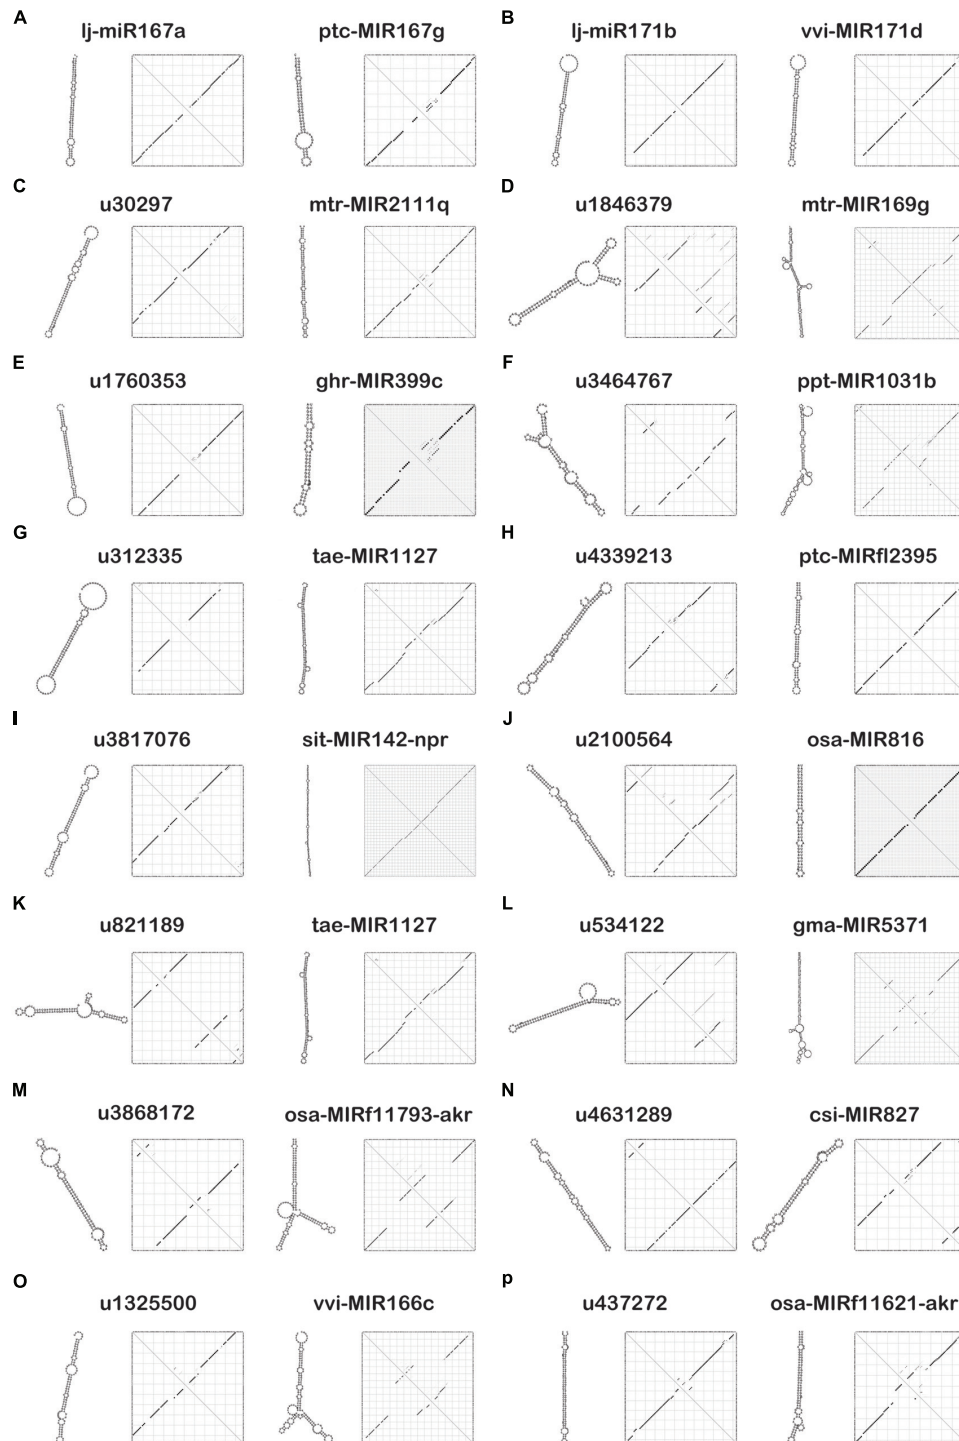 A
lj-miR167a ptc-MIR167g
B
lj-miR171b vvi-MIR171d
C
u30297 mtr-MIR2111q
D
u1846379 mtr-MIR169g
E
u1760353 ghr-MIR399c
F
u3464767 ppt-MIR1031b
G
u312335 tae-MIR1127
H
u4339213 ptc-MIRfl2395
I
u3817076 sit-MIR142-npr
J
u2100564 osa-MIR816
K
u821189 tae-MIR1127
L
u534122 gma-MIR5371
M
u3868172 osa-MIRf11793-akr
N
u4631289 csi-MIR827
O
u1325500 vvi-MIR166c
p
u437272 osa-MIRf11621-akr